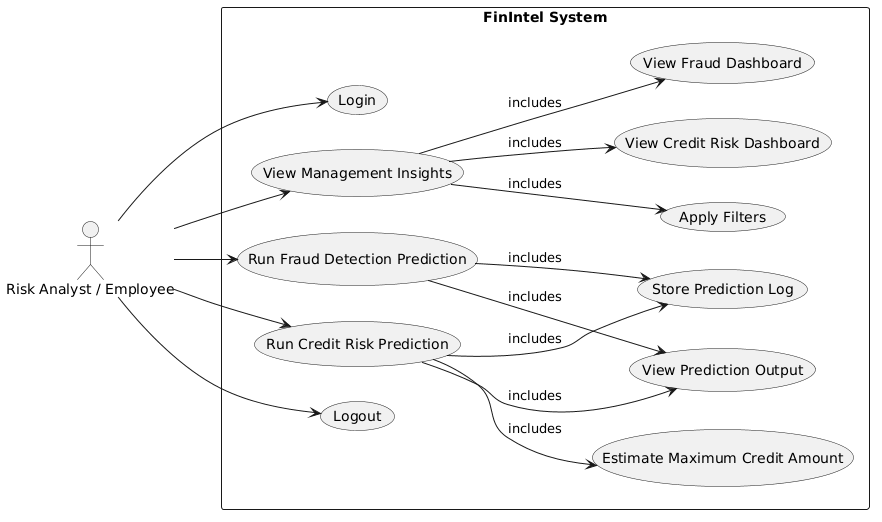 FinIntel System
View Fraud Dashboard
Login
includes
includes
View Credit Risk Dashboard
View Management Insights
includes
Apply Filters
Run Fraud Detection Prediction
includes
Risk Analyst / Employee
Store Prediction Log
includes
Run Credit Risk Prediction
includes
View Prediction Output
includes
Logout
includes
Estimate Maximum Credit Amount